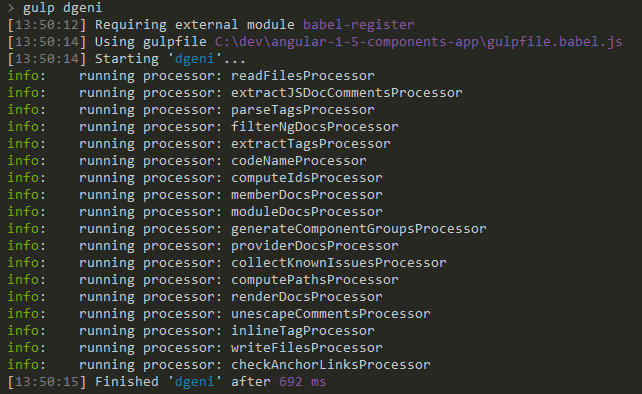 > gulp dgeni
[13:50:12] Requiring external module babel-register
[13:50:14] Using gulpfile C:\dev\angular-1-5-components-app\gulpfile.babel.js
[13:50:14] Starting 'dgeni'...
info:    running processor: readFilesProcessor
info:    running processor: extractJSDocCommentsProcessor
info:    running processor: parseTagsProcessor
info:    running processor: filterNgDocsProcessor
info:    running processor: extractTagsProcessor
info:    running processor: codeNameProcessor
info:    running processor: computeIdsProcessor
info:    running processor: memberDocsProcessor
info:    running processor: moduleDocsProcessor
info:    running processor: generateComponentGroupsProcessor
info:    running processor: providerDocsProcessor
info:    running processor: collectKnownIssuesProcessor
info:    running processor: computePathsProcessor
info:    running processor: renderDocsProcessor
info:    running processor: unescapeCommentsProcessor
info:    running processor: inlineTagProcessor
info:    running processor: writeFilesProcessor
info:    running processor: checkAnchorLinksProcessor
[13:50:15] Finished 'dgeni' after 692 ms